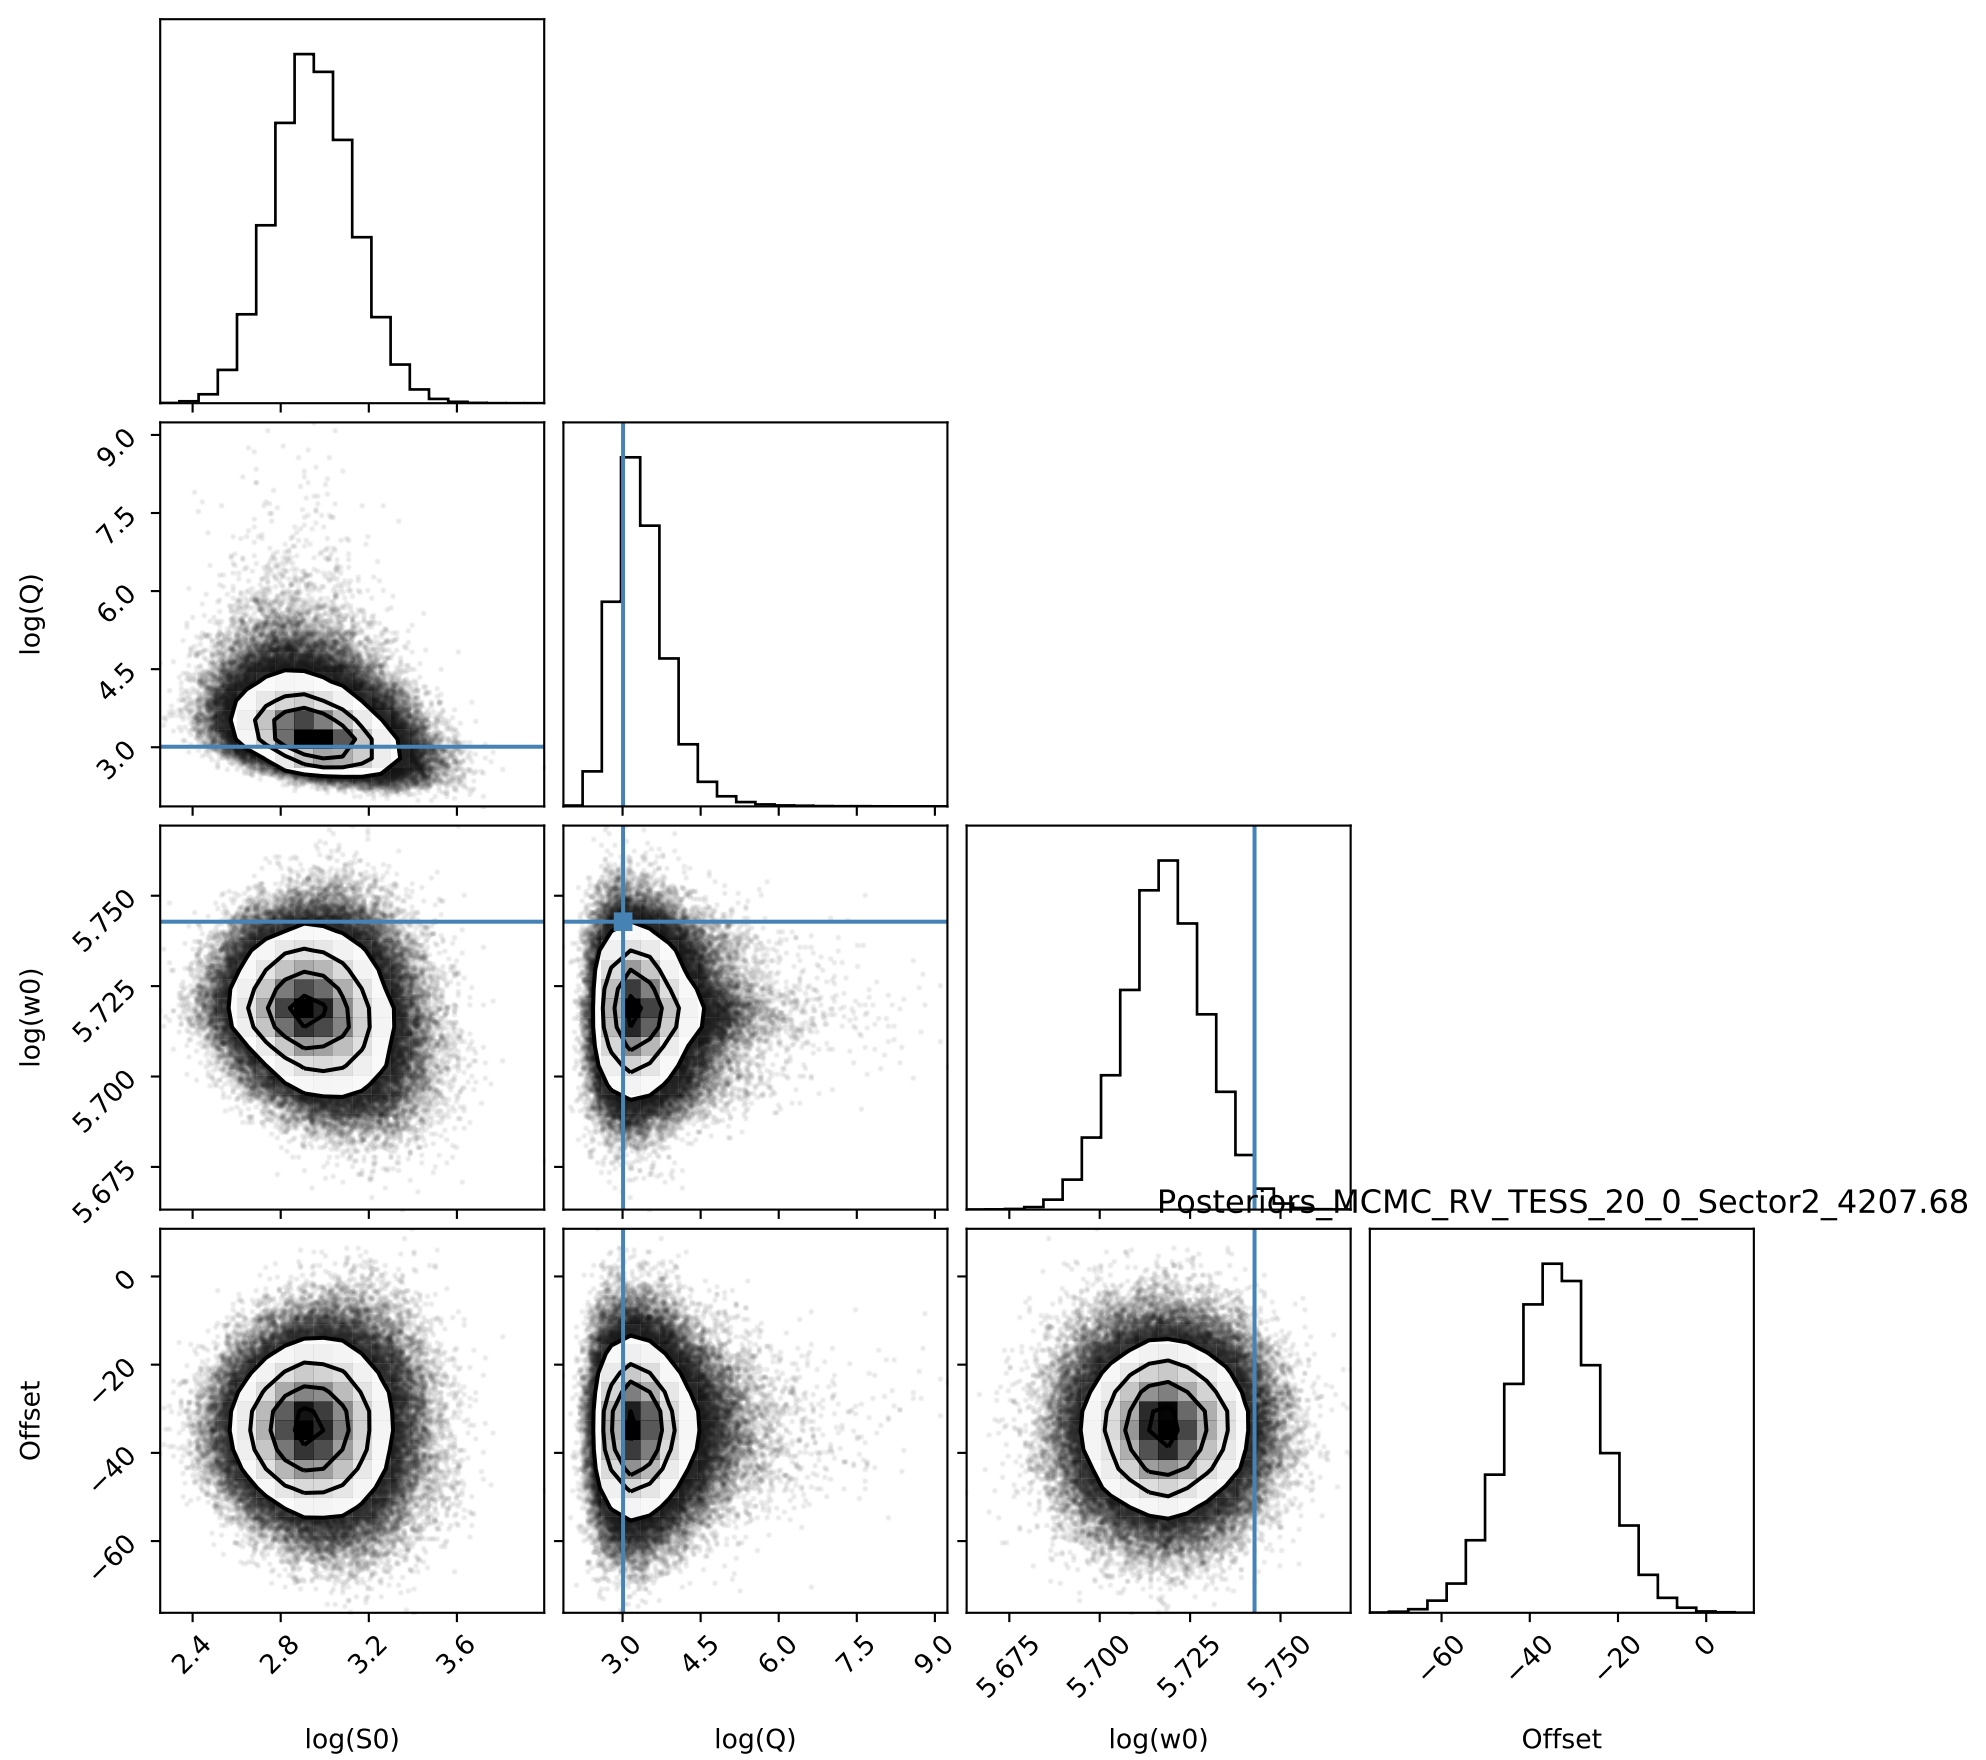 9.0
7.5
6.0
4.5
3.0
log(Q)
5.750
5.725
5.700
5.675
log(w0)
Posteriors_MCMC_RV_TESS_20_0_Sector2_4207.68
0
−20
−40
−60
Offset
2.4 2.8 3.2 3.6 3.0 4.5 6.0 7.5 9.0 5.675 5.700 5.725 5.750 −60 −40 −20 0
log(S0) log(Q) log(w0) Offset